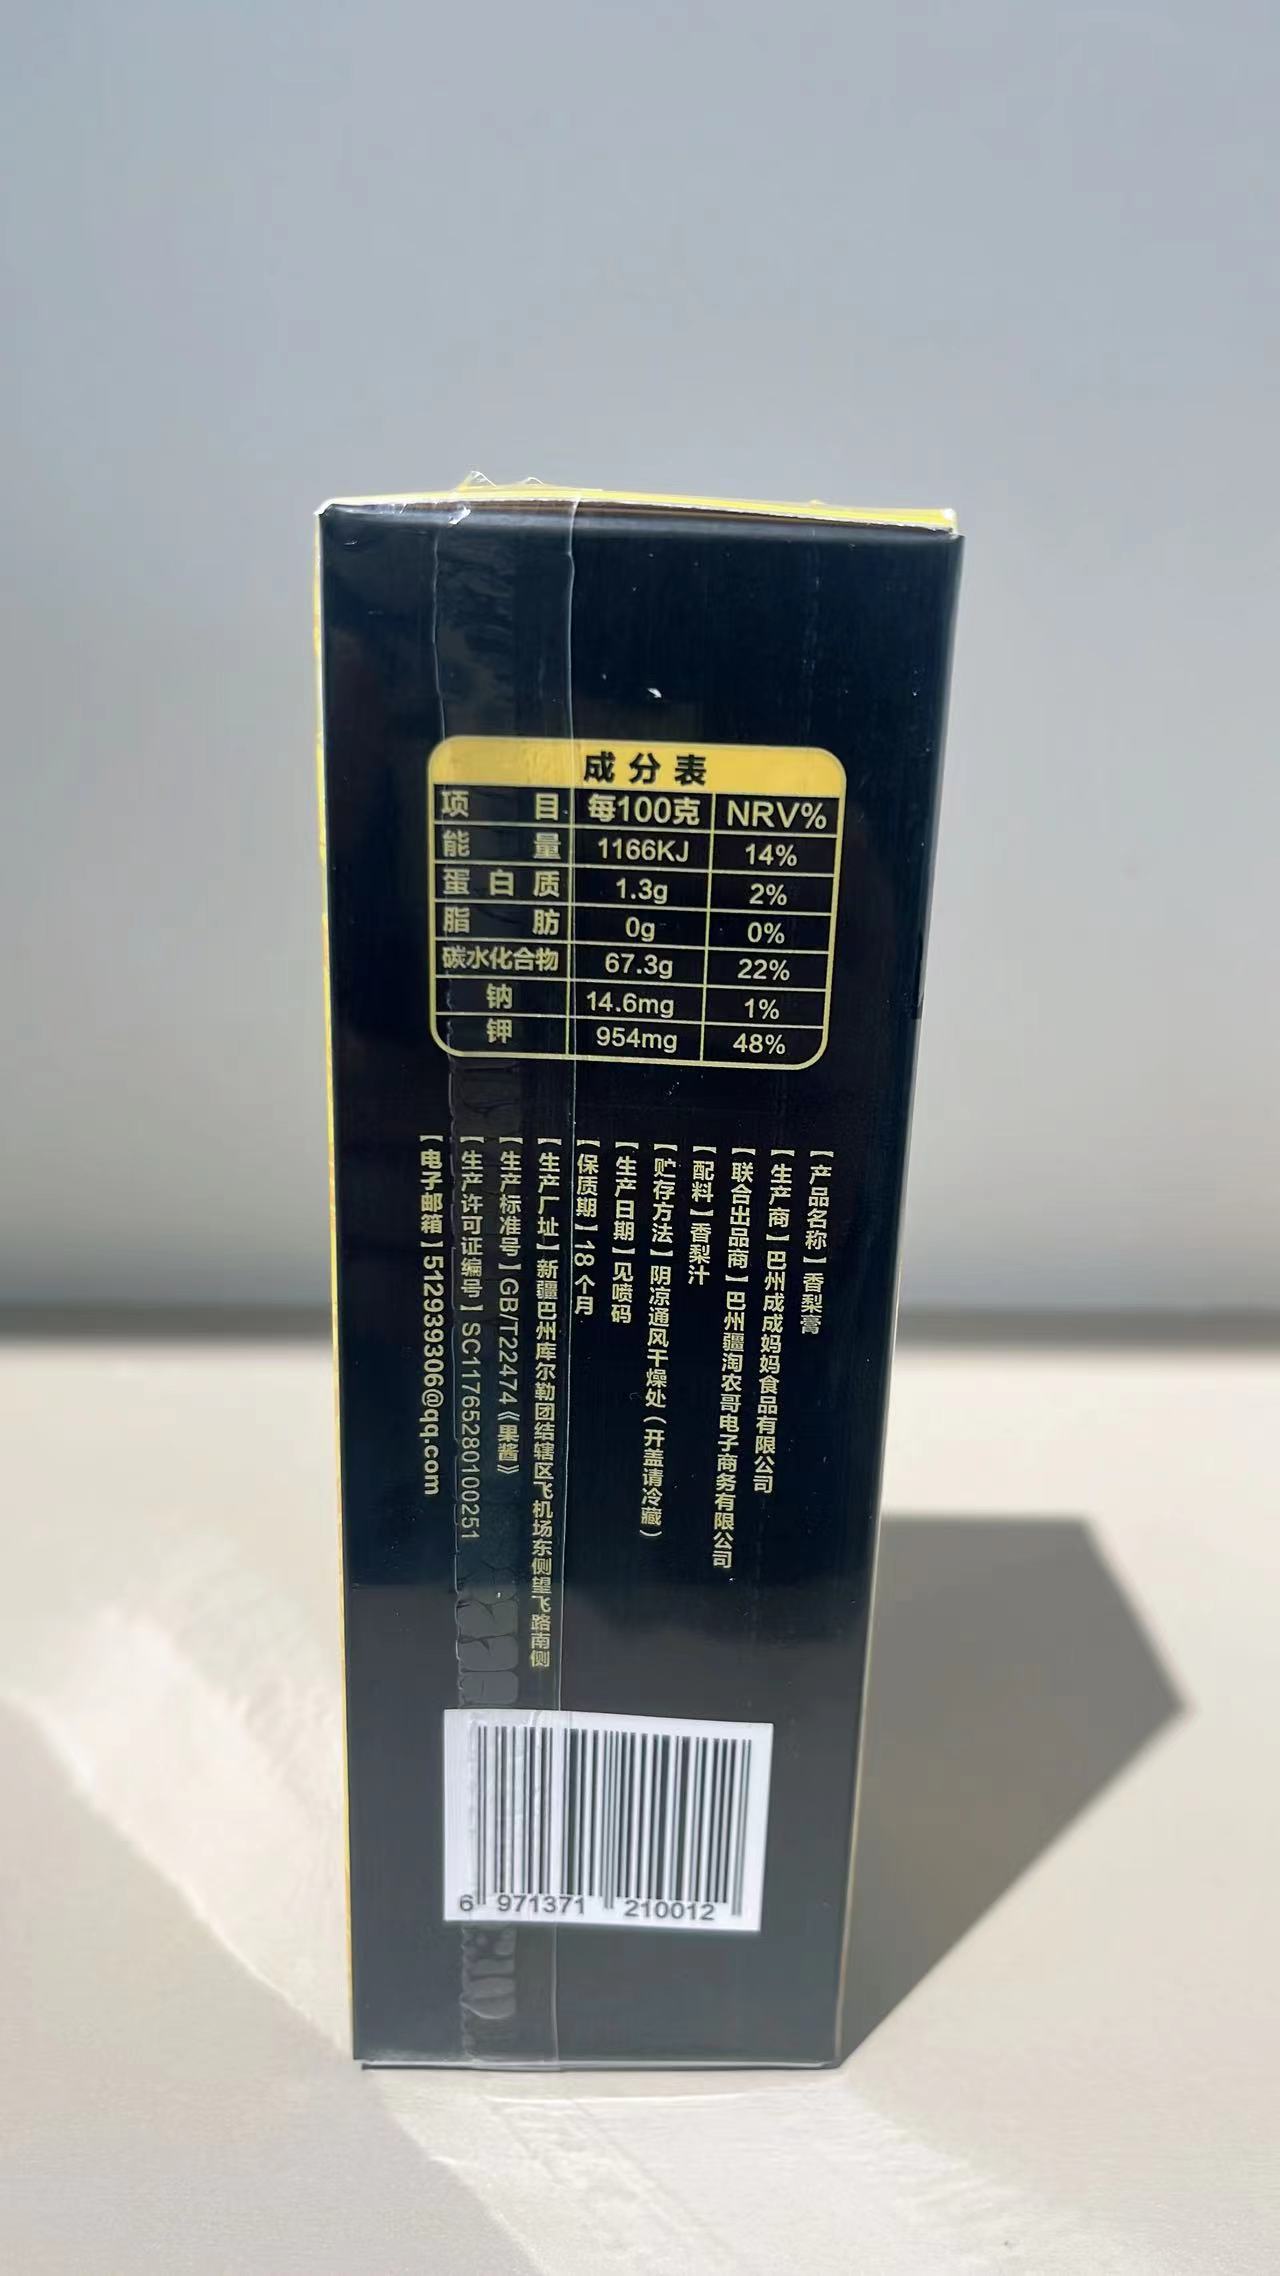 成分表
项目 每100克 NRV%
能量 1166KJ 14%
蛋白质 1.3g 2%
脂肪 0g 0%
碳水化合物 67.3g 22%
钠 14.6mg 1%
钾 954mg 48%
【产品名称】香梨膏
【生产商】巴州成成妈妈食品有限公司
【联合出品商】巴州疆淘农哥电子商务有限公司
【配料】香梨汁
【贮存方法】阴凉通风干燥处（开盖请冷藏）
【生产日期】见喷码
【保质期】18个月
【生产厂址】新疆巴州库尔勒团结辖区飞机场东侧望飞路南侧
【生产标准号】GB/T22474《果酱》
【生产许可证编号】SC11765280100251
【电子邮箱】512939306@qq.com
6 971371 210012